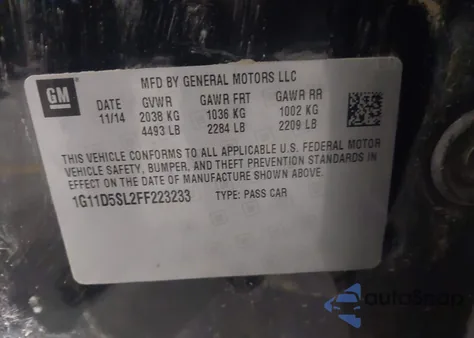 GM
MFD BY GENERAL MOTORS LLC
11/14 GVWR GAWR FRT GAWR RR
2038 KG 1036 KG 1002 KG
4493 LB 2284 LB 2209 LB
THIS VEHICLE CONFORMS TO ALL APPLICABLE U.S. FEDERAL MOTOR
VEHICLE SAFETY, BUMPER, AND THEFT PREVENTION STANDARDS IN
EFFECT ON THE DATE OF MANUFACTURE SHOWN ABOVE.
1G11D5SL2FF223233 TYPE: PASS CAR
autoSnap